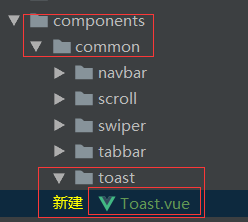 components
common
navbar
scroll
swiper
tabbar
toast
新建 Toast.vue